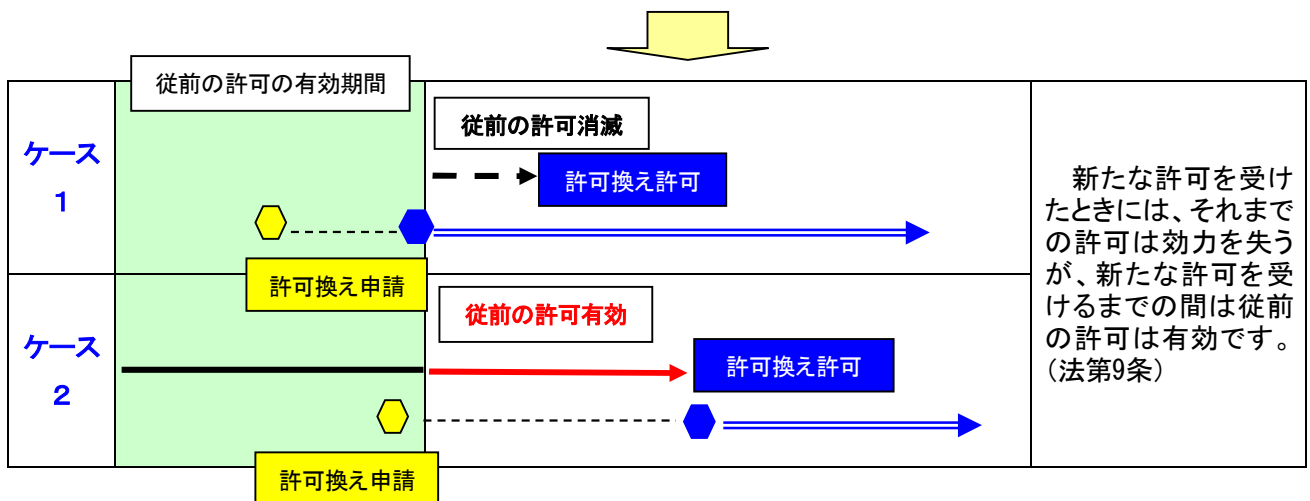 従前の許可の有効期間
ケース
1
従前の許可消滅
許可換え許可
許可換え申請
ケース
2
従前の許可有効
許可換え許可
許可換え申請
新たな許可を受け
たときには、それまで
の許可は効力を失う
が、新たな許可を受
けるまでの間は従前
の許可は有効です。
(法第9条)